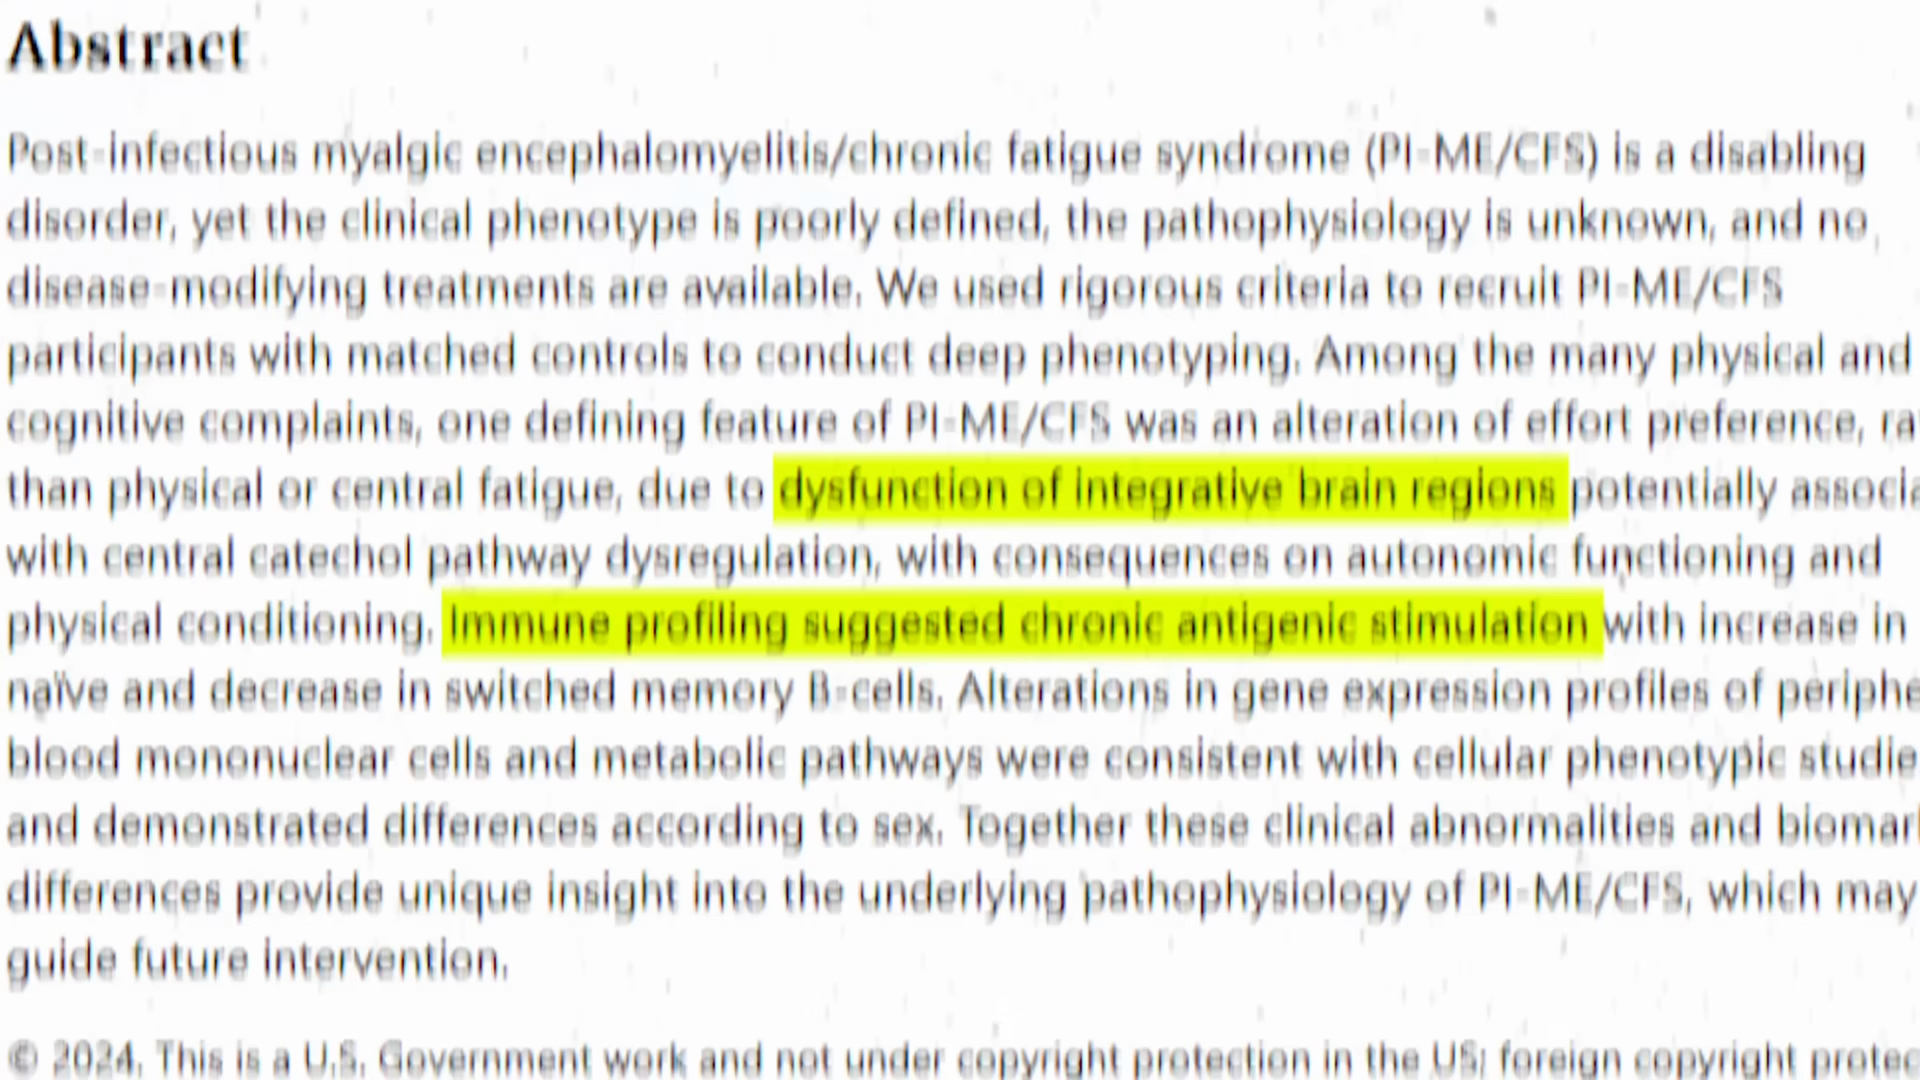 Abstract
Post-infectious myalgic encephalomyelitis/chronic fatigue syndrome (PI-ME/CFS) is a disabling
disorder, yet the clinical phenotype is poorly defined, the pathophysiology is unknown, and no
disease-modifying treatments are available. We used rigorous criteria to recruit PI-ME/CFS
participants with matched controls to conduct deep phenotyping. Among the many physical and
cognitive complaints, one defining feature of PI-ME/CFS was an alteration of effort preference,
than physical or central fatigue, due to dysfunction of integrative brain regions potentially
with central catechol pathway dysregulation, with consequences on autonomic functioning and
physical conditioning. Immune profiling suggested chronic antigenic stimulation with increase in
naïve and decrease in switched memory B-cells. Alterations in gene expression profiles of
blood mononuclear cells and metabolic pathways were consistent with cellular phenotypic
and demonstrated differences according to sex. Together these clinical abnormalities and
differences provide unique insight into the underlying pathophysiology of PI-ME/CFS, which may
guide future intervention.
© 2024. This is a U.S. Government work and not under copyright protection in the US; foreign copyright